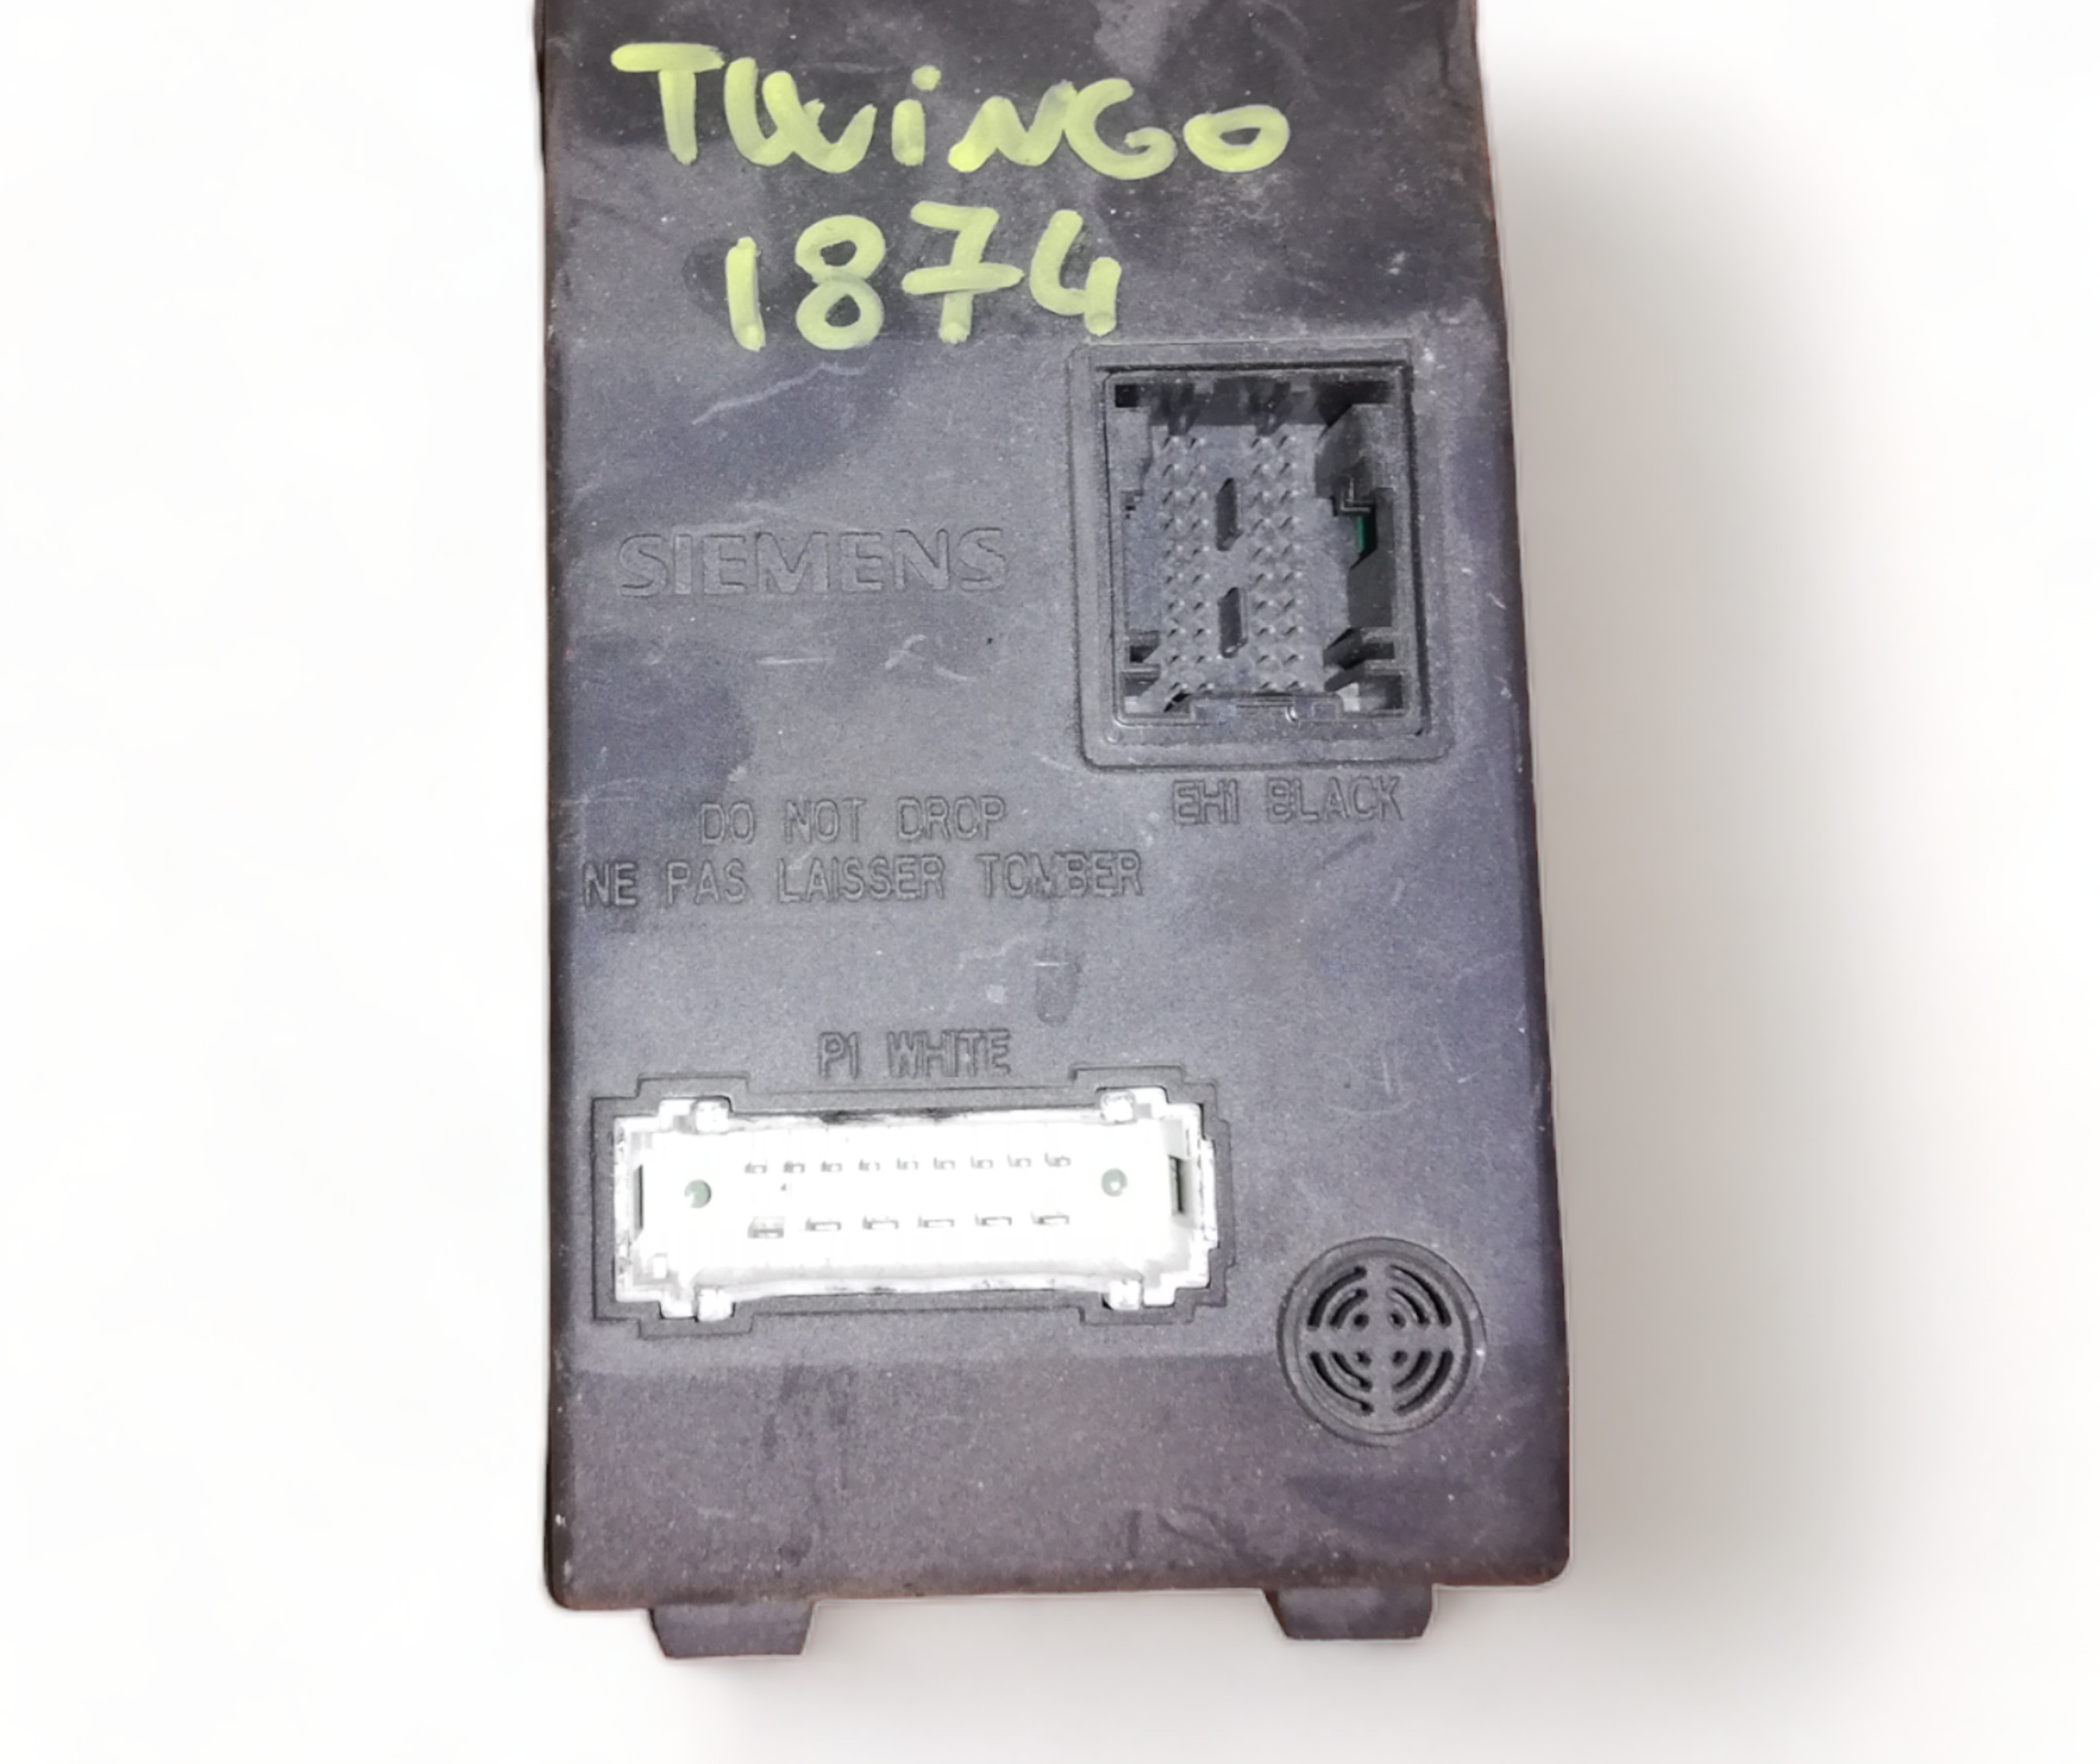 TWiNGo
1874
SIEMENS
EH1 BLACK
DO NOT DROP
NE PAS LAISSER TOMBER
P1 WHITE